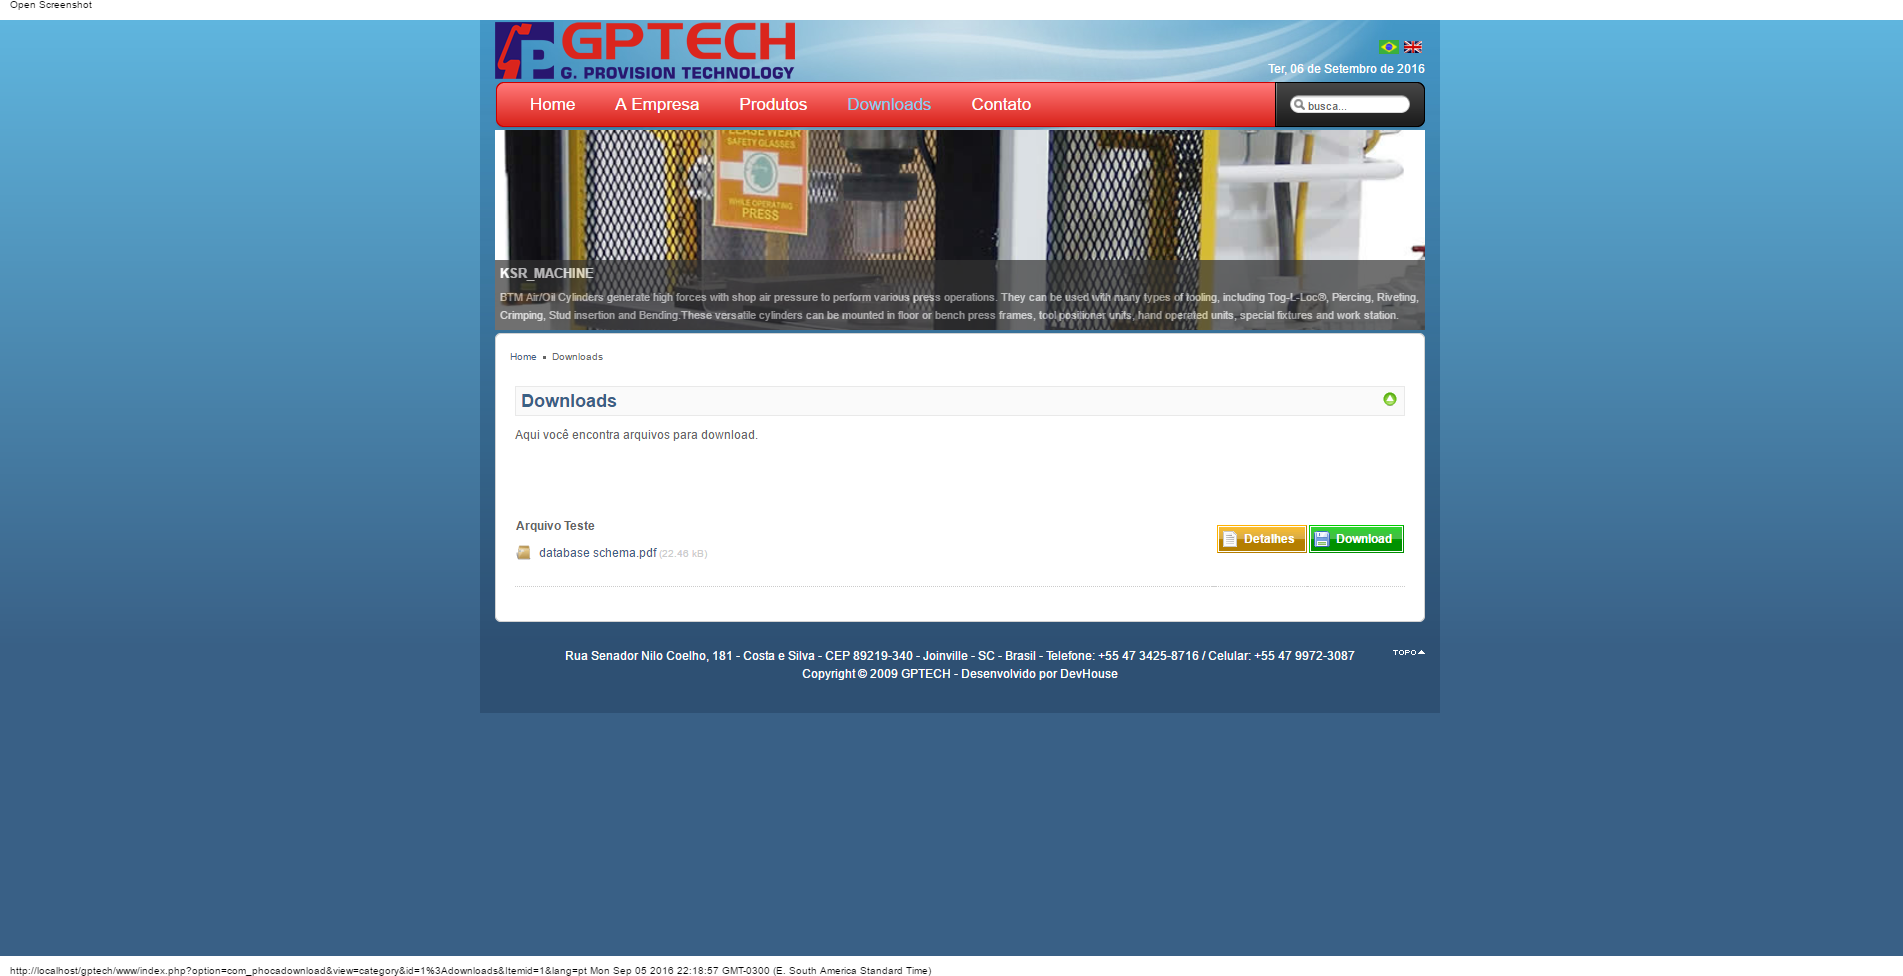 Open Screenshot
GPTECH
G. PROVISION TECHNOLOGY
Ter, 06 de Setembro de 2016
Home A Empresa Produtos Downloads Contato busca...
PLEASE WEAR
SAFETY GLASSES
WHILE OPERATING
PRESS
KSR_MACHINE
BTM Air/Oil Cylinders generate high forces with shop air pressure to perform various press operations. They can be used with many types of tooling, including Tog-L-Loc®, Piercing, Riveting,
Crimping, Stud insertion and Bending.These versatile cylinders can be mounted in floor or bench press frames, tool positioner units, hand operated units, special fixtures and work station.
Home Downloads
Downloads
Aqui você encontra arquivos para download.
Arquivo Teste
database schema.pdf (22.46 kB)
Detalhes Download
Rua Senador Nilo Coelho, 181 - Costa e Silva - CEP 89219-340 - Joinville - SC - Brasil - Telefone: +55 47 3425-8716 / Celular: +55 47 9972-3087
TOPO
Copyright © 2009 GPTECH - Desenvolvido por DevHouse
http://localhost/gptech/www/index.php?option=com_phocadownload&view=category&id=1%3Adownloads&Itemid=1&lang=pt Mon Sep 05 2016 22:18:57 GMT-0300 (E. South America Standard Time)